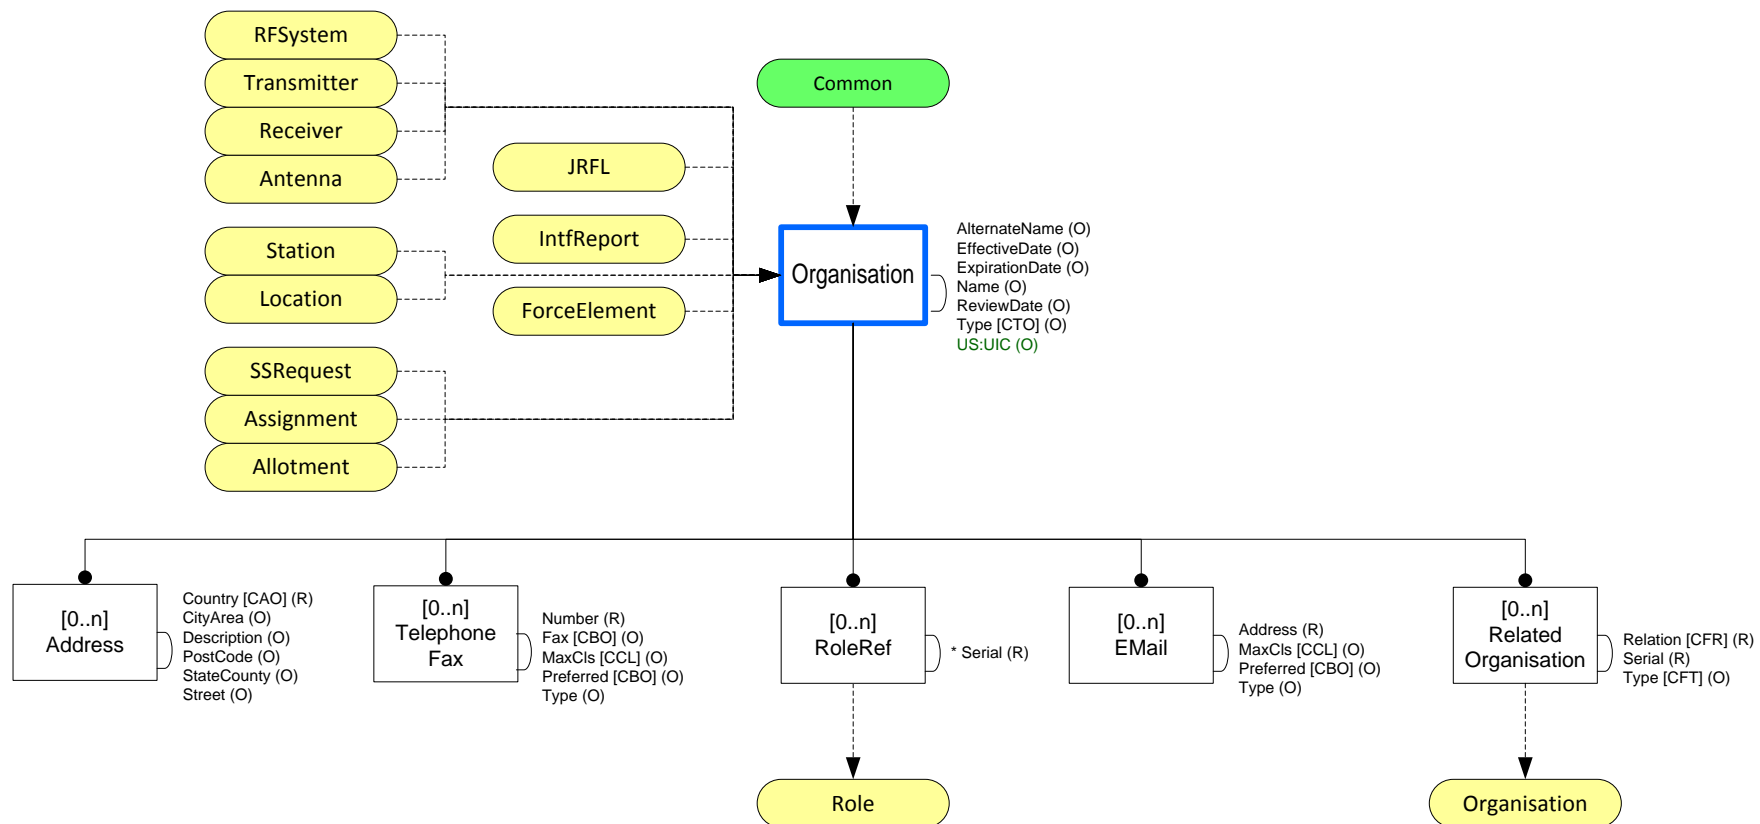 RFSystem
Transmitter
Receiver
Antenna
Station
Location
SSRequest
Assignment
Allotment
JRFL
IntfReport
ForceElement
Common
Organisation
AlternateName (O)
EffectiveDate (O)
ExpirationDate (O)
Name (O)
ReviewDate (O)
Type [CTO] (O)
US:UIC (O)
[0..n]
Address
Country [CAO] (R)
CityArea (O)
Description (O)
PostCode (O)
StateCounty (O)
Street (O)
[0..n]
Telephone
Fax
Number (R)
Fax [CBO] (O)
MaxCls [CCL] (O)
Preferred [CBO] (O)
Type (O)
[0..n]
RoleRef
* Serial (R)
[0..n]
EMail
Address (R)
MaxCls [CCL] (O)
Preferred [CBO] (O)
Type (O)
[0..n]
Related
Organisation
Relation [CFR] (R)
Serial (R)
Type [CFT] (O)
Role
Organisation